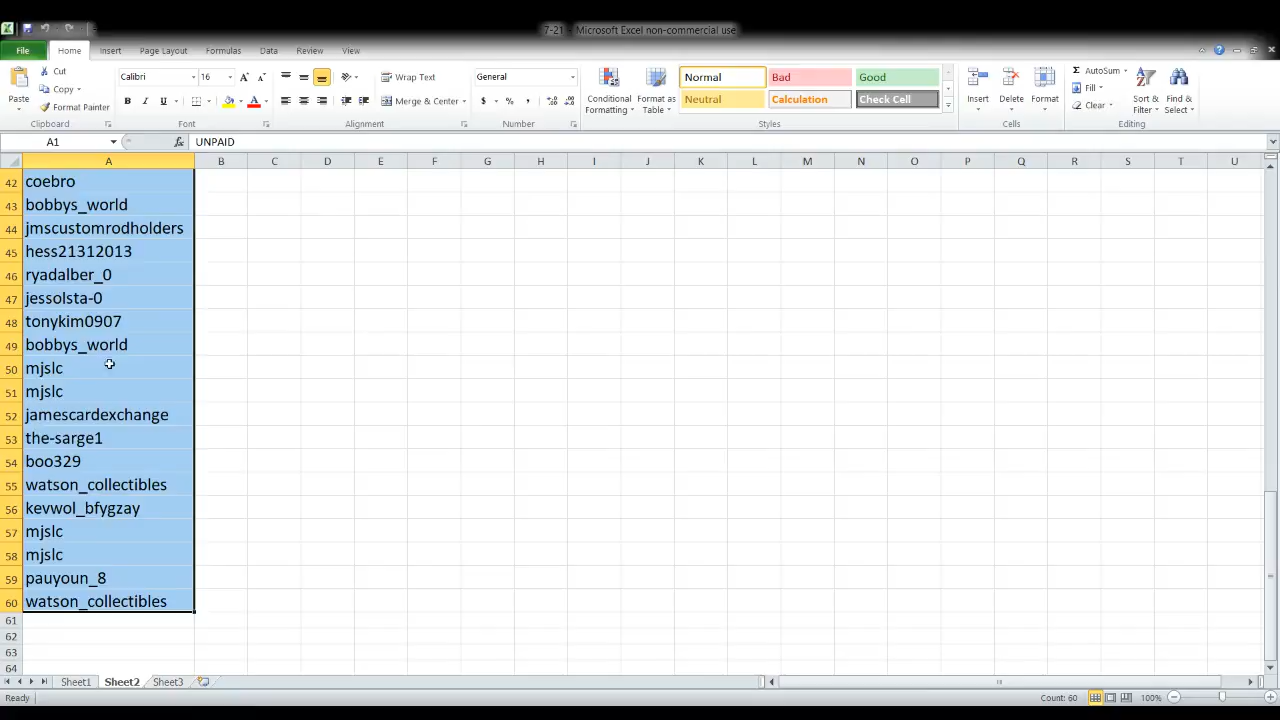 7-21 - Microsoft Excel non-commercial use
File Home Insert Page Layout Formulas Data Review View
Paste
Cut
Copy
Format Painter
Clipboard
Calibri 16
B I U
Font
Wrap Text
Merge & Center
Alignment
General
$ % ,
Number
Conditional Formatting
Format as Table
Normal Bad Good
Neutral Calculation Check Cell
Styles
Insert Delete Format
Cells
AutoSum
Fill
Clear
Sort & Filter
Find & Select
Editing
A1 fx UNPAID
A B C D E F G H I J K L M N O P Q R S T U
42 coebro
43 bobbys_world
44 jmscustomrodholders
45 hess21312013
46 ryadalber_0
47 jessolsta-0
48 tonykim0907
49 bobbys_world
50 mjslc
51 mjslc
52 jamescardexchange
53 the-sarge1
54 boo329
55 watson_collectibles
56 kevwol_bfygzay
57 mjslc
58 mjslc
59 pauyoun_8
60 watson_collectibles
61
62
63
64
Sheet1 Sheet2 Sheet3
Ready Count: 60 100%